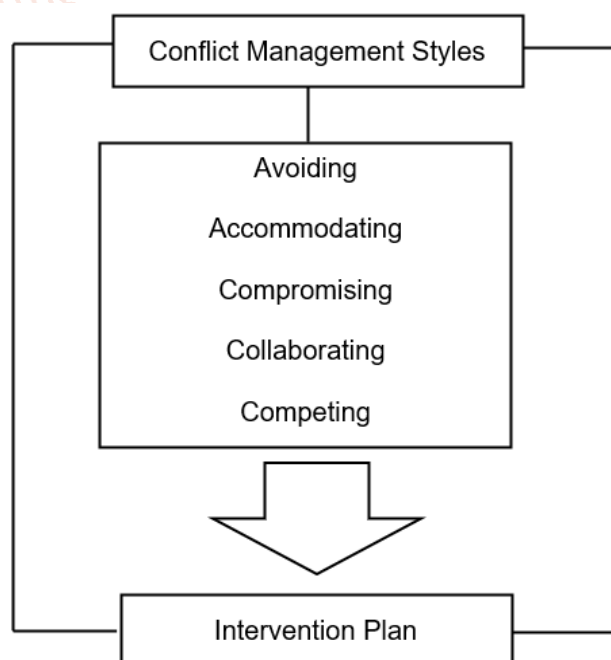 Conflict Management Styles
Avoiding
Accommodating
Compromising
Collaborating
Competing
Intervention Plan